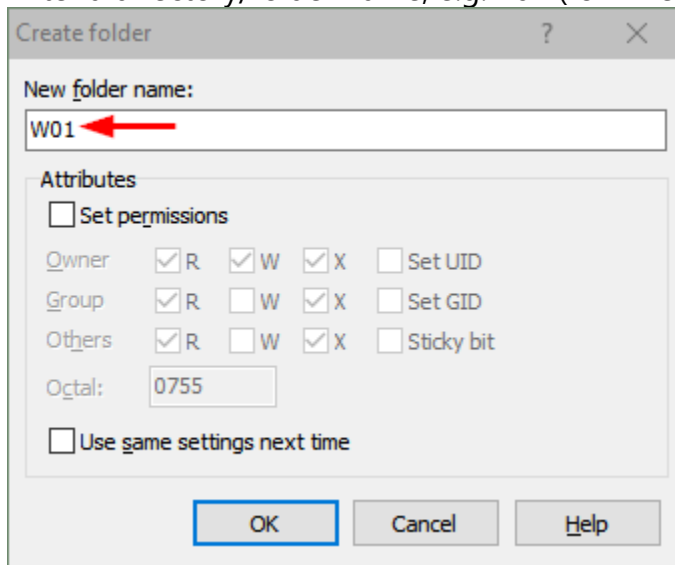 Create folder ?
New folder name:
W01
Attributes
Set permissions
Owner R W X Set UID
Group R W X Set GID
Others R W X Sticky bit
Octal: 0755
Use same settings next time
OK Cancel Help